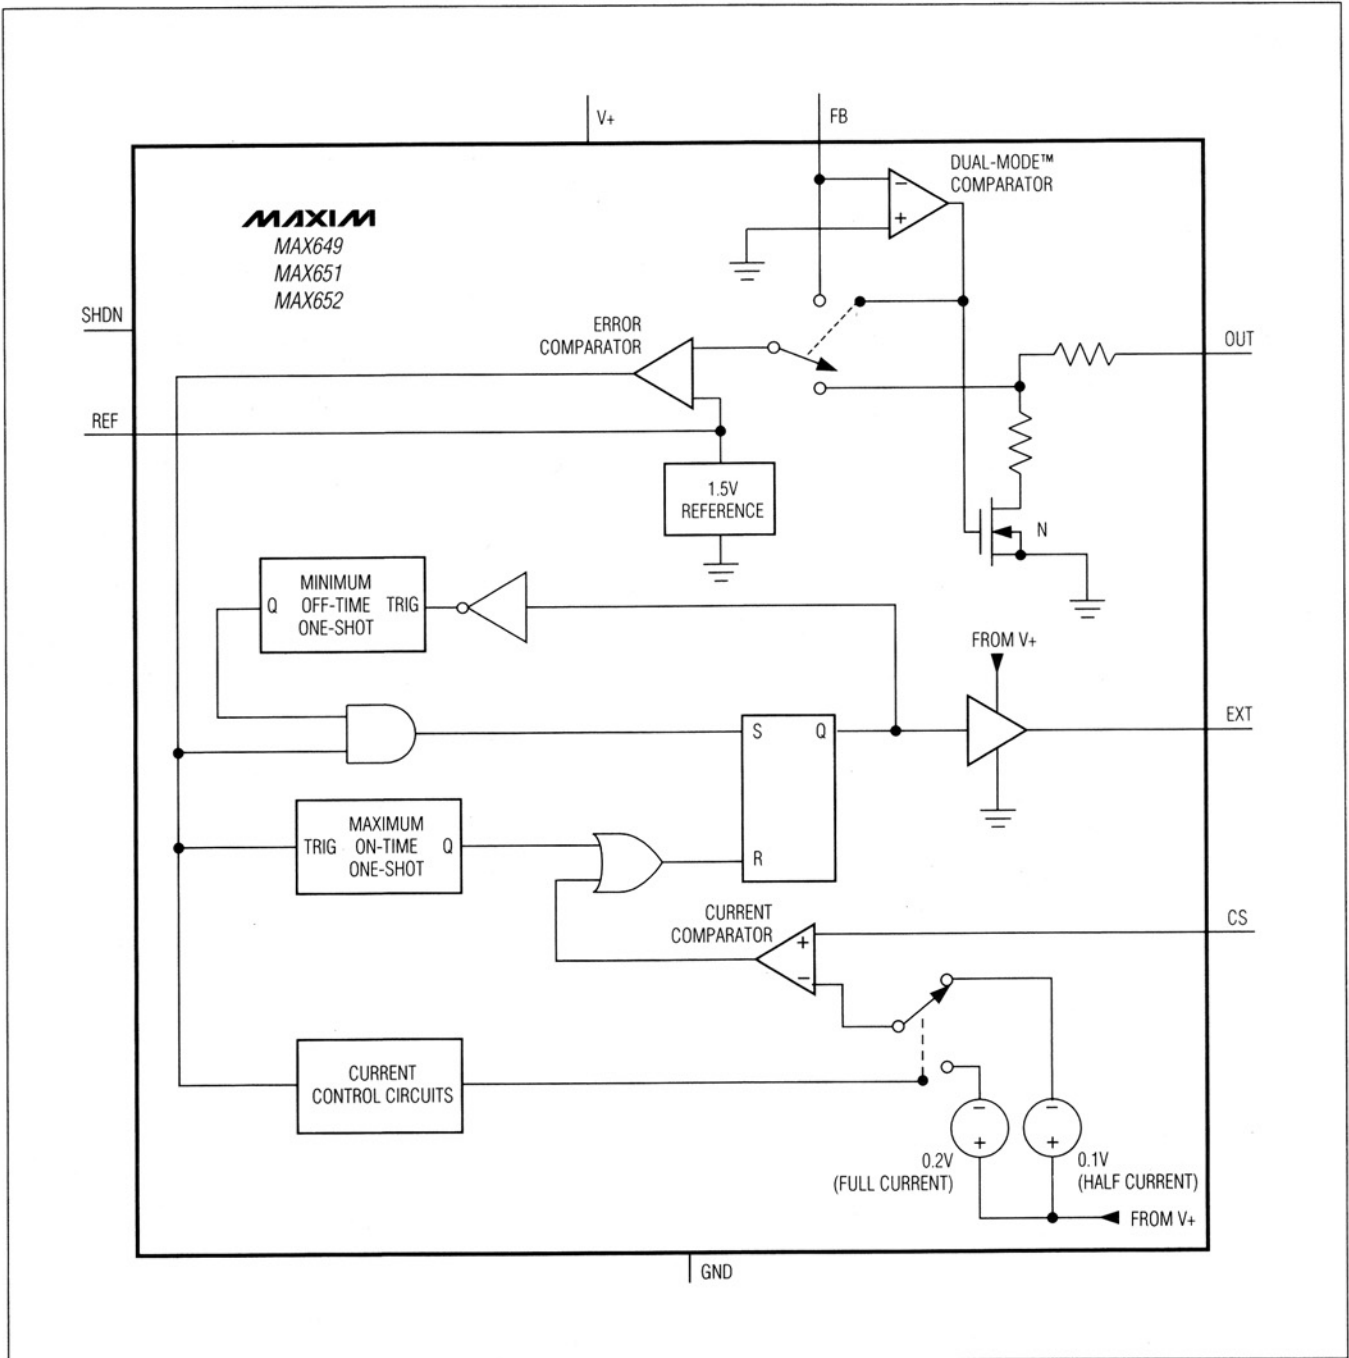 V+
FB
DUAL-MODE™
COMPARATOR
−
+
MAXIM
MAX649
MAX651
MAX652
SHDN
ERROR
COMPARATOR
OUT
REF
1.5V
REFERENCE
N
MINIMUM
Q OFF-TIME TRIG
ONE-SHOT
FROM V+
S Q
EXT
MAXIMUM
TRIG ON-TIME Q
ONE-SHOT
R
CURRENT
COMPARATOR
CS
+
−
CURRENT
CONTROL CIRCUITS
− −
+ +
0.2V
(FULL CURRENT)
0.1V
(HALF CURRENT)
FROM V+
GND